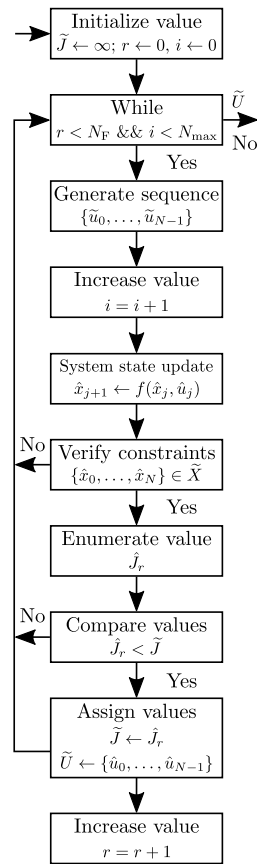 Initialize value
J̃ ← ∞; r ← 0, i ← 0
While
r < N_F && i < N_max
Ũ
No
Yes
Generate sequence
{ũ_0, . . . , ũ_{N−1}}
Increase value
i = i + 1
System state update
x̂_{j+1} ← f(x̂_j, û_j)
No
Verify constraints
{x̂_0, . . . , x̂_N} ∈ X̃
Yes
Enumerate value
Ĵ_r
No
Compare values
Ĵ_r < J̃
Yes
Assign values
J̃ ← Ĵ_r
Ũ ← {û_0, . . . , û_{N−1}}
Increase value
r = r + 1